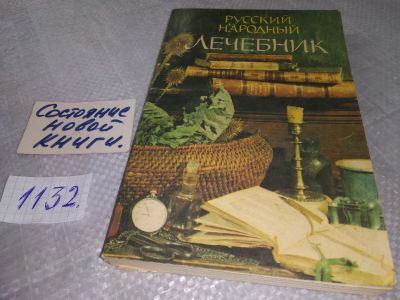 РУССКИЙ
НАРОДНЫЙ
ЛЕЧЕБНИК
Состояние
новой
книги.
1132.